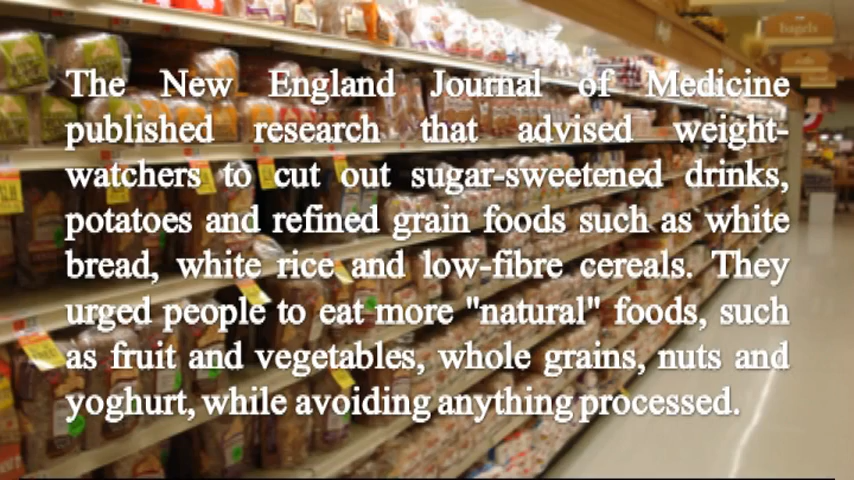 bagels
The New England Journal of Medicine
published research that advised weight-
watchers to cut out sugar-sweetened drinks,
potatoes and refined grain foods such as white
bread, white rice and low-fibre cereals. They
urged people to eat more "natural" foods, such
as fruit and vegetables, whole grains, nuts and
yoghurt, while avoiding anything processed.